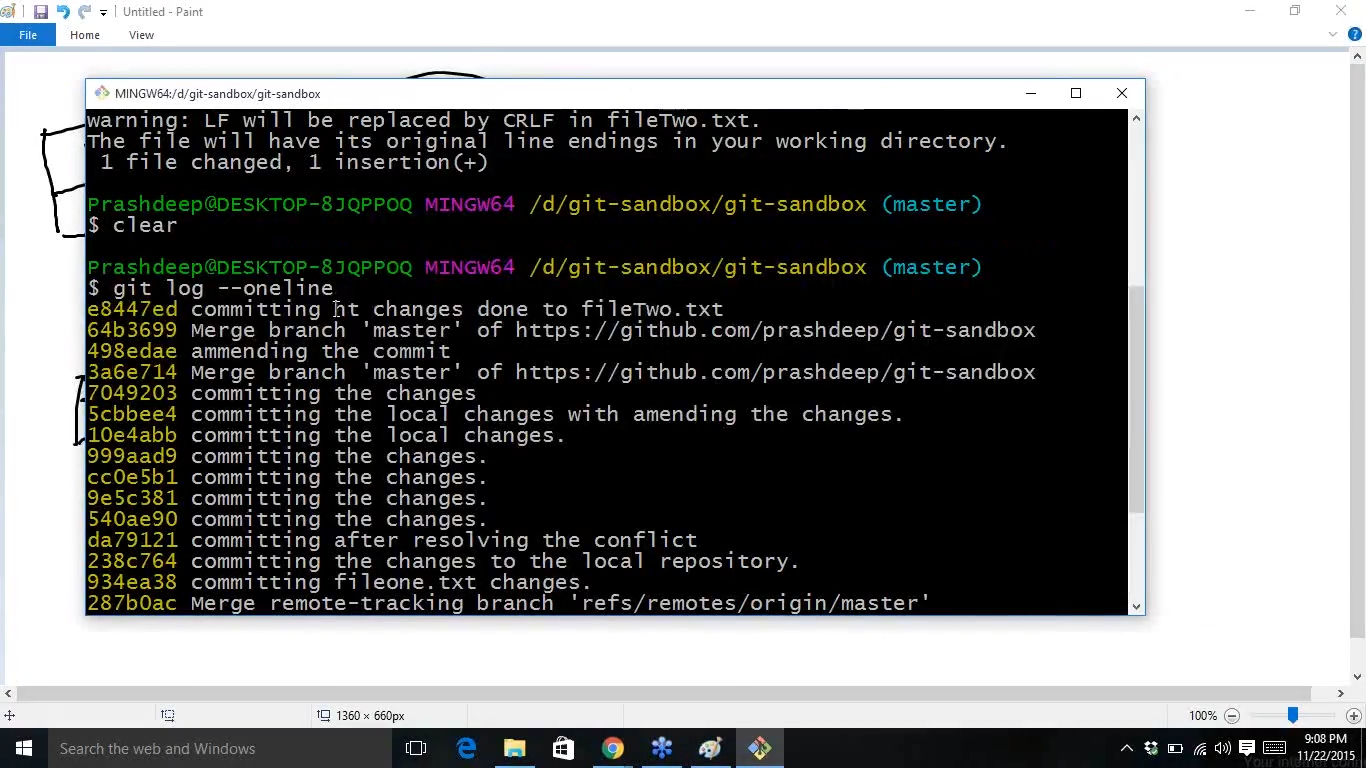 Untitled - Paint
File Home View
MINGW64:/d/git-sandbox/git-sandbox
warning: LF will be replaced by CRLF in fileTwo.txt.
The file will have its original line endings in your working directory.
1 file changed, 1 insertion(+)
Prashdeep@DESKTOP-8JQPPOQ MINGW64 /d/git-sandbox/git-sandbox (master)
$ clear
Prashdeep@DESKTOP-8JQPPOQ MINGW64 /d/git-sandbox/git-sandbox (master)
$ git log --oneline
e8447ed committing ht changes done to fileTwo.txt
64b3699 Merge branch 'master' of https://github.com/prashdeep/git-sandbox
498edae ammending the commit
3a6e714 Merge branch 'master' of https://github.com/prashdeep/git-sandbox
7049203 committing the changes
5cbbee4 committing the local changes with amending the changes.
10e4abb committing the local changes.
999aad9 committing the changes.
cc0e5b1 committing the changes.
9e5c381 committing the changes.
540ae90 committing the changes.
da79121 committing after resolving the conflict
238c764 committing the changes to the local repository.
934ea38 committing fileone.txt changes.
287b0ac Merge remote-tracking branch 'refs/remotes/origin/master'
1360 × 660px
100%
Search the web and Windows
9:08 PM
11/22/2015